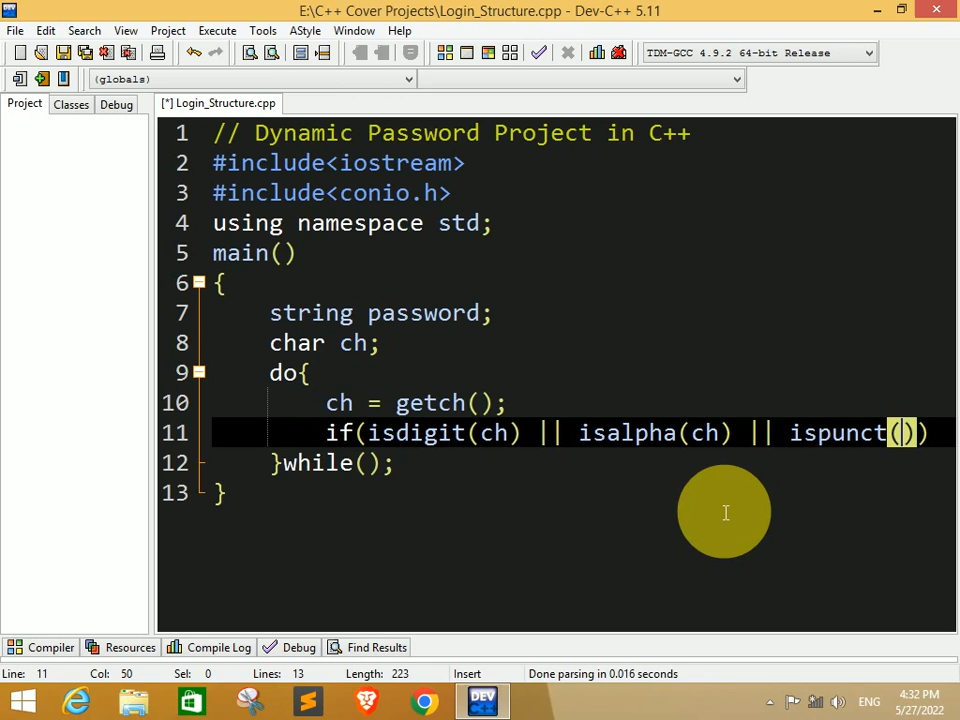 E:\C++ Cover Projects\Login_Structure.cpp - Dev-C++ 5.11
File Edit Search View Project Execute Tools AStyle Window Help
TDM-GCC 4.9.2 64-bit Release
(globals)
Project Classes Debug
[*] Login_Structure.cpp
1 // Dynamic Password Project in C++
2 #include<iostream>
3 #include<conio.h>
4 using namespace std;
5 main()
6 {
7 string password;
8 char ch;
9 do{
10 ch = getch();
11 if(isdigit(ch) || isalpha(ch) || ispunct())
12 }while();
13 }
Compiler Resources Compile Log Debug Find Results
Line: 11 Col: 50 Sel: 0 Lines: 13 Length: 223 Insert Done parsing in 0.016 seconds
DEV
ENG
4:32 PM
5/27/2022